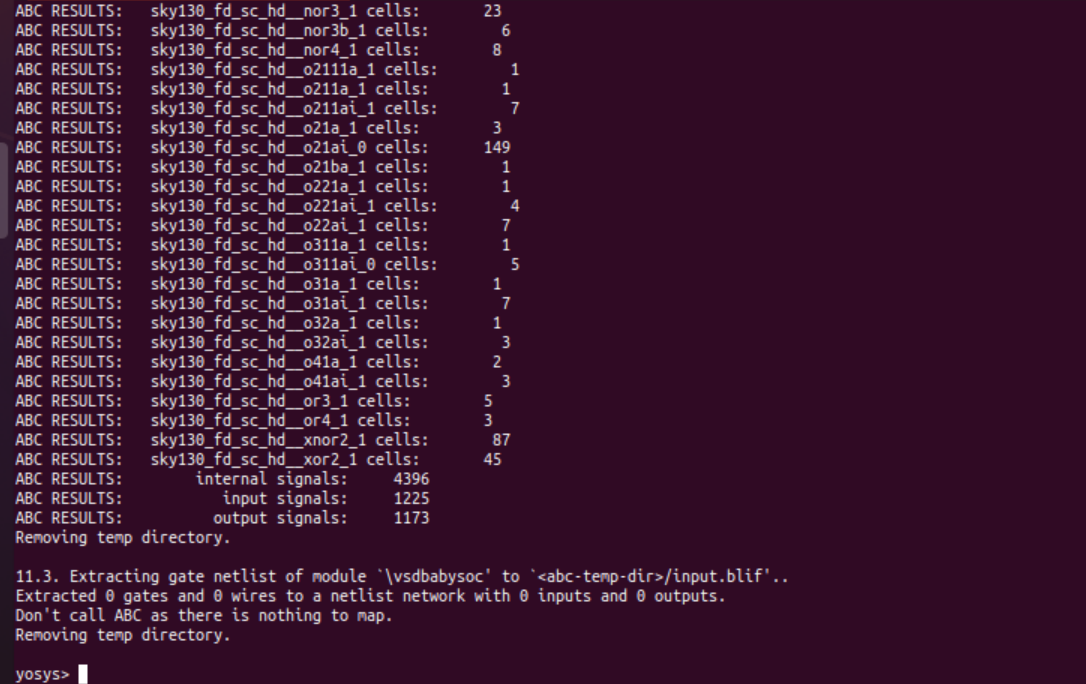 ABC RESULTS:   sky130_fd_sc_hd__nor3_1 cells:       23
ABC RESULTS:   sky130_fd_sc_hd__nor3b_1 cells:        6
ABC RESULTS:   sky130_fd_sc_hd__nor4_1 cells:        8
ABC RESULTS:   sky130_fd_sc_hd__o2111a_1 cells:        1
ABC RESULTS:   sky130_fd_sc_hd__o211a_1 cells:        1
ABC RESULTS:   sky130_fd_sc_hd__o211ai_1 cells:        7
ABC RESULTS:   sky130_fd_sc_hd__o21a_1 cells:        3
ABC RESULTS:   sky130_fd_sc_hd__o21ai_0 cells:      149
ABC RESULTS:   sky130_fd_sc_hd__o21ba_1 cells:        1
ABC RESULTS:   sky130_fd_sc_hd__o221a_1 cells:        1
ABC RESULTS:   sky130_fd_sc_hd__o221ai_1 cells:        4
ABC RESULTS:   sky130_fd_sc_hd__o22ai_1 cells:        7
ABC RESULTS:   sky130_fd_sc_hd__o311a_1 cells:        1
ABC RESULTS:   sky130_fd_sc_hd__o311ai_0 cells:        5
ABC RESULTS:   sky130_fd_sc_hd__o31a_1 cells:        1
ABC RESULTS:   sky130_fd_sc_hd__o31ai_1 cells:        7
ABC RESULTS:   sky130_fd_sc_hd__o32a_1 cells:        1
ABC RESULTS:   sky130_fd_sc_hd__o32ai_1 cells:        3
ABC RESULTS:   sky130_fd_sc_hd__o41a_1 cells:        2
ABC RESULTS:   sky130_fd_sc_hd__o41ai_1 cells:        3
ABC RESULTS:   sky130_fd_sc_hd__or3_1 cells:        5
ABC RESULTS:   sky130_fd_sc_hd__or4_1 cells:        3
ABC RESULTS:   sky130_fd_sc_hd__xnor2_1 cells:       87
ABC RESULTS:   sky130_fd_sc_hd__xor2_1 cells:       45
ABC RESULTS:        internal signals:     4396
ABC RESULTS:           input signals:     1225
ABC RESULTS:          output signals:     1173
Removing temp directory.

11.3. Extracting gate netlist of module `\vsdbabysoc' to `<abc-temp-dir>/input.blif'..
Extracted 0 gates and 0 wires to a netlist network with 0 inputs and 0 outputs.
Don't call ABC as there is nothing to map.
Removing temp directory.

yosys>